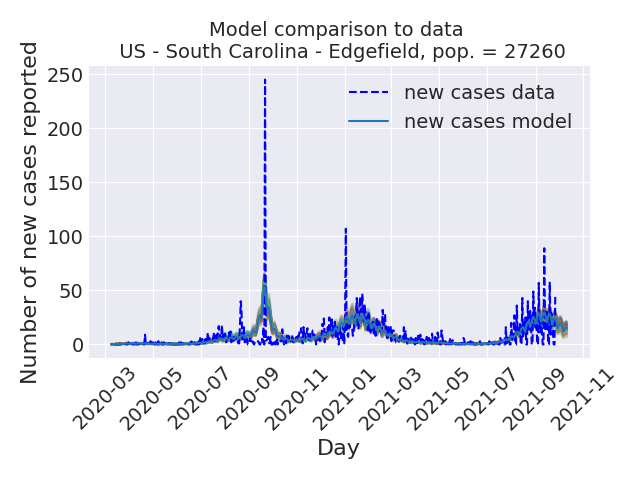 Model comparison to data
US - South Carolina - Edgefield, pop. = 27260
Number of new cases reported
250
200
150
100
50
0
new cases data
new cases model
2020-03
2020-05
2020-07
2020-09
2020-11
2021-01
2021-03
2021-05
2021-07
2021-09
2021-11
Day